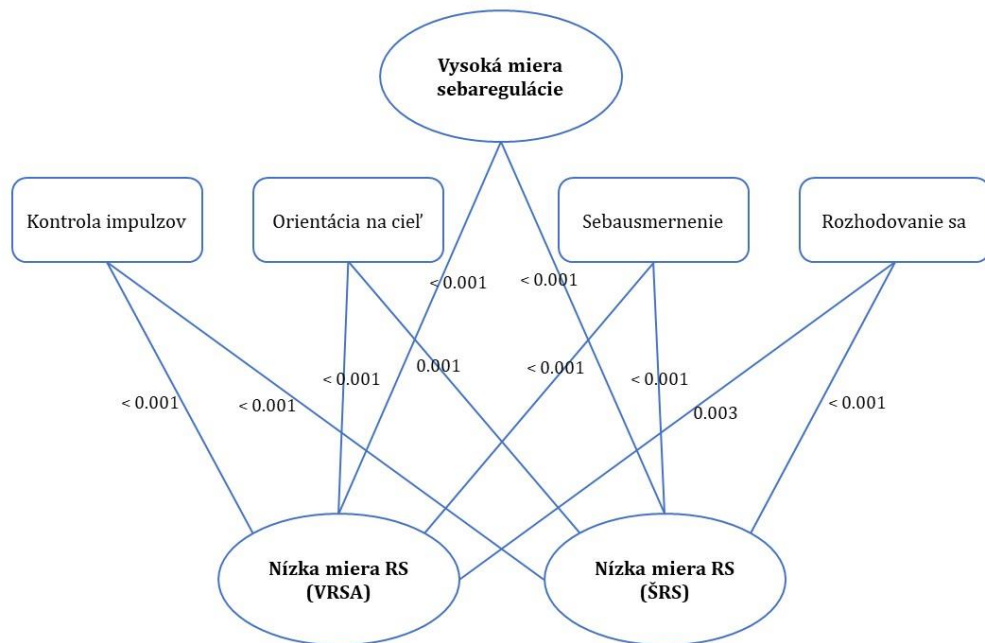 Vysoká miera
sebaregulácie
Kontrola impulzov
Orientácia na cieľ
Sebausmernenie
Rozhodovanie sa
< 0.001
< 0.001
0.001
< 0.001
< 0.001
< 0.001
< 0.001
< 0.001
0.003
< 0.001
Nízka miera RS
(VRSA)
Nízka miera RS
(ŠRS)